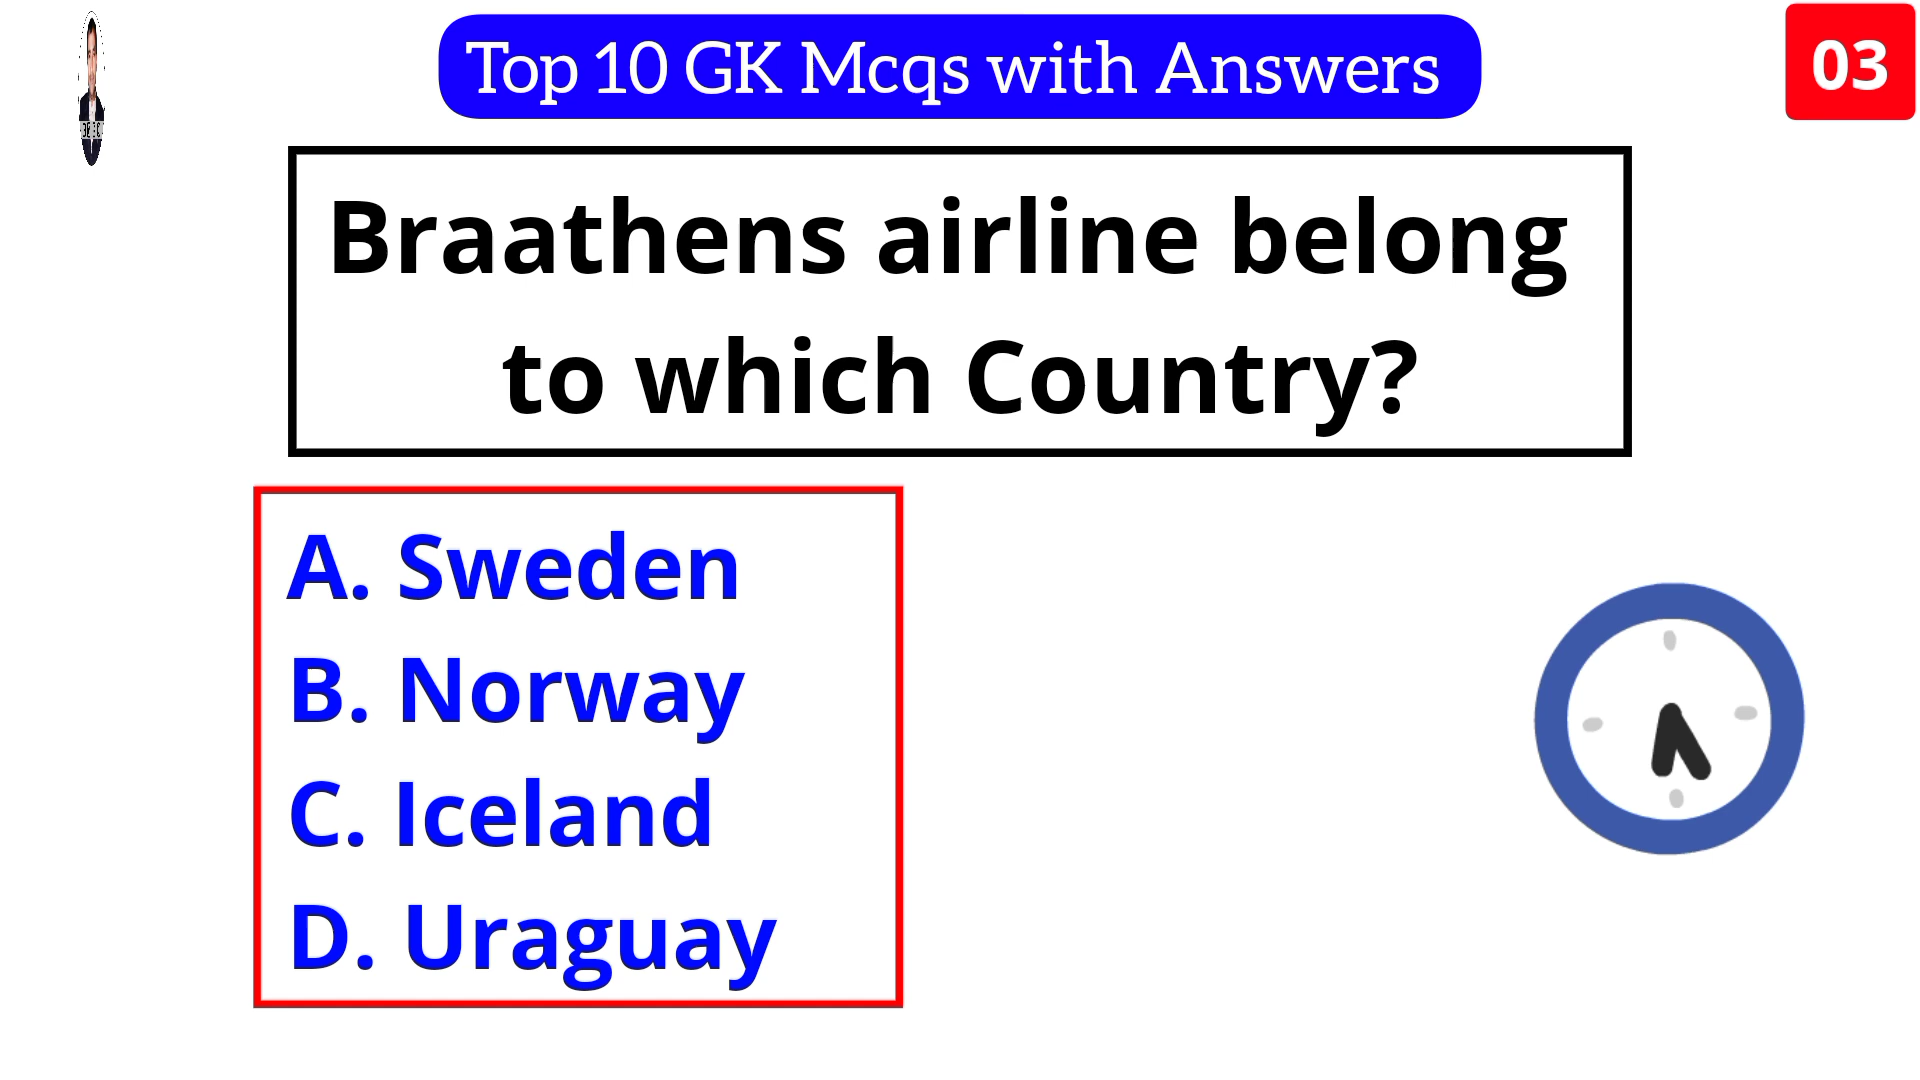 Top 10 GK Mcqs with Answers
03
Braathens airline belong
to which Country?
A. Sweden
B. Norway
C. Iceland
D. Uraguay